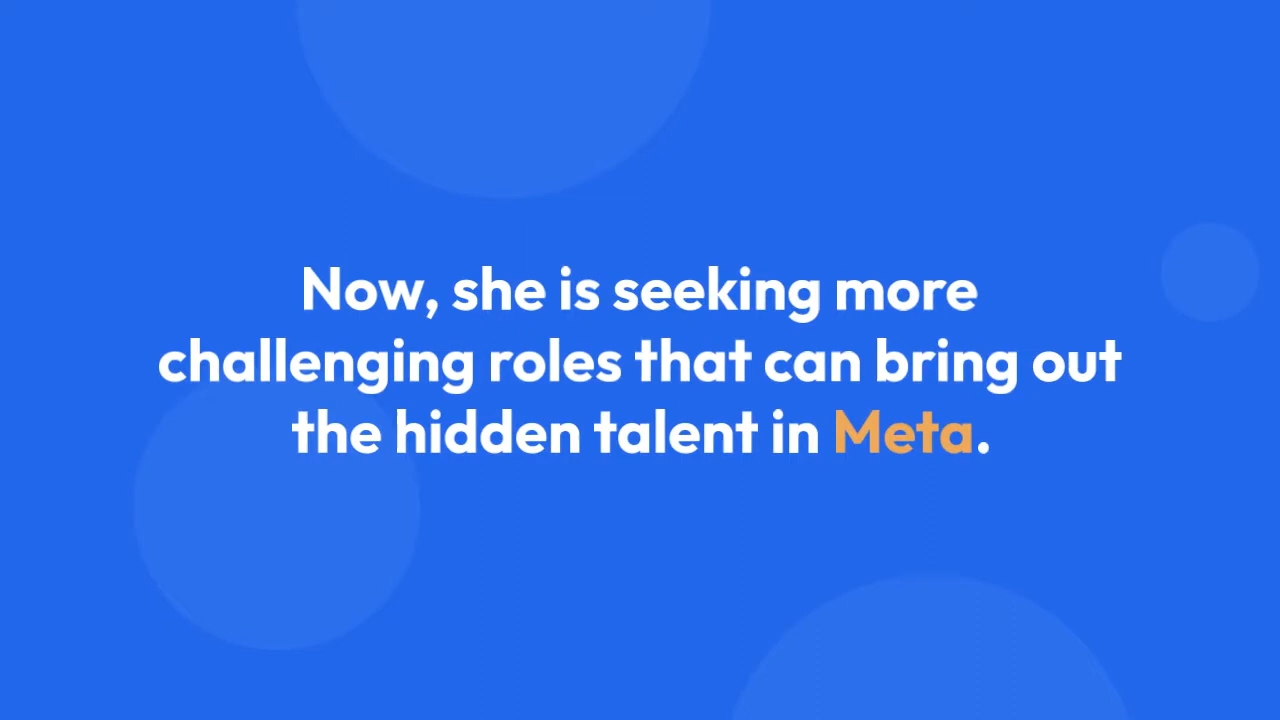 Now, she is seeking more
challenging roles that can bring out
the hidden talent in Meta.